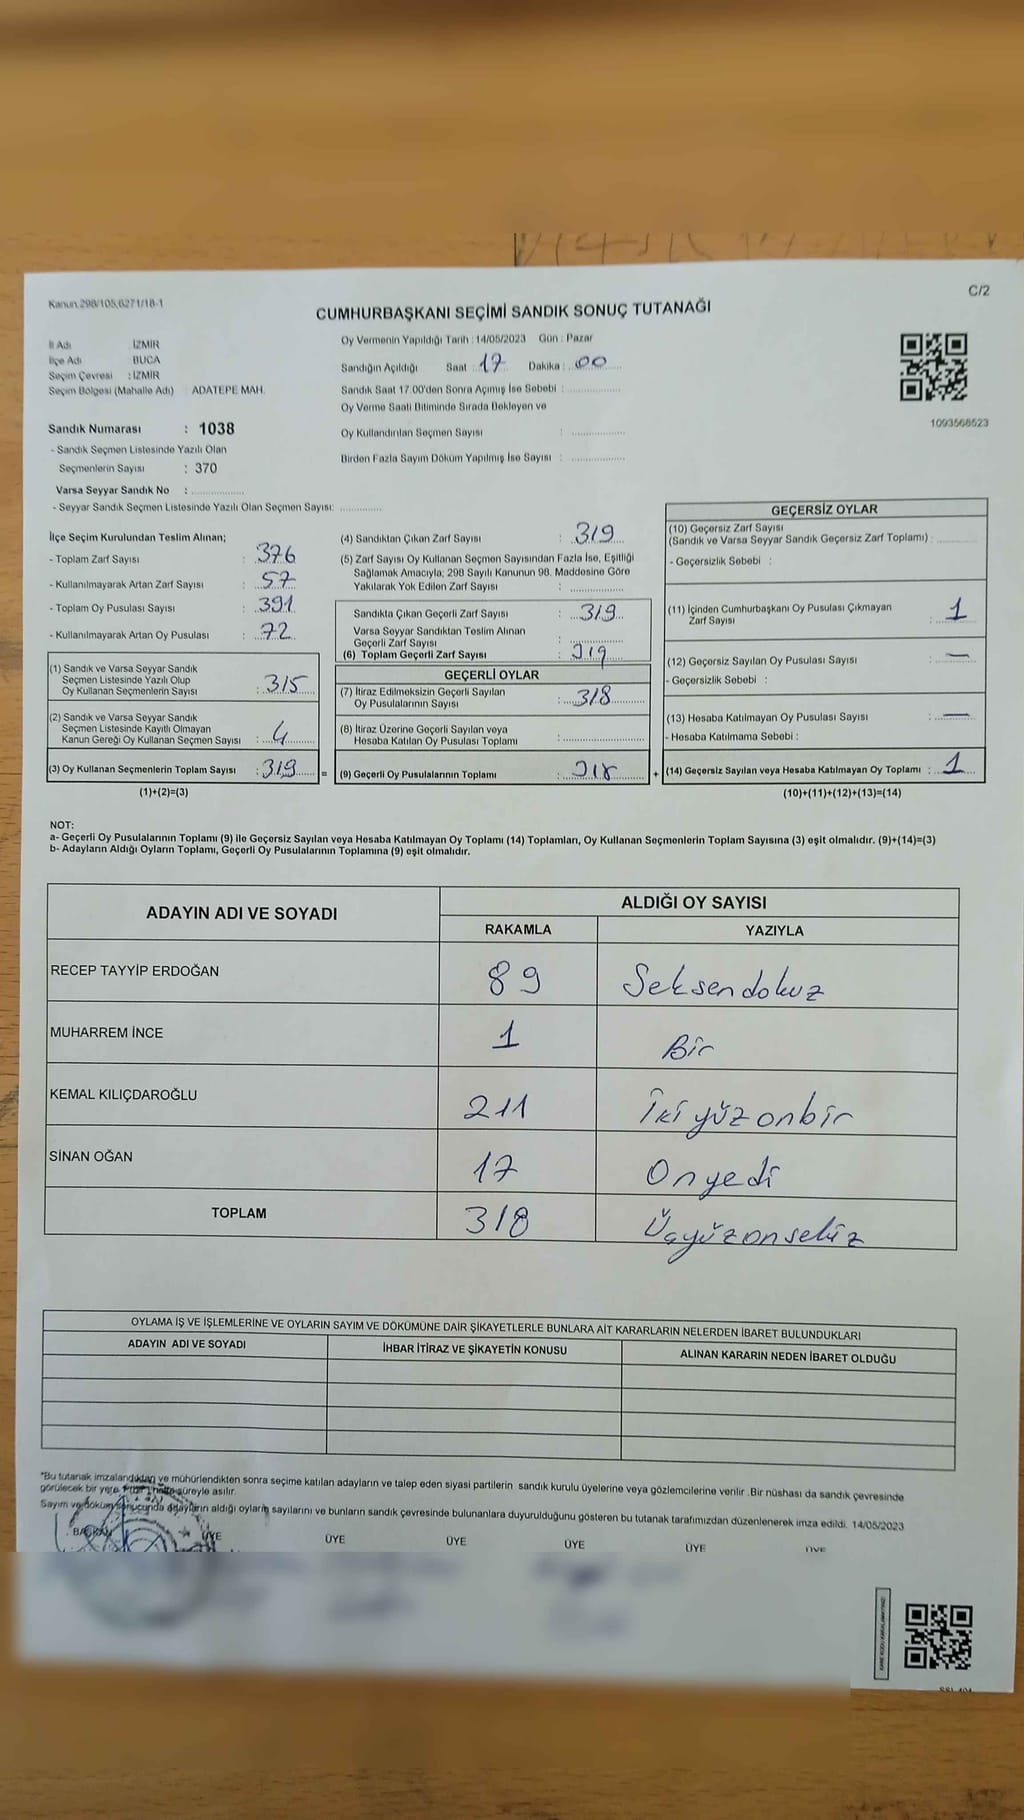 Kanun.298/105,6271/18-1
C/2
CUMHURBAŞKANI SEÇİMİ SANDIK SONUÇ TUTANAĞI
İl Adı İZMİR
İlçe Adı BUCA
Seçim Çevresi : İZMİR
Seçim Bölgesi (Mahalle Adı) ADATEPE MAH.
Sandık Numarası : 1038
- Sandık Seçmen Listesinde Yazılı Olan
Seçmenlerin Sayısı : 370
Varsa Seyyar Sandık No :
- Seyyar Sandık Seçmen Listesinde Yazılı Olan Seçmen Sayısı:
Oy Vermenin Yapıldığı Tarih : 14/05/2023 Gün : Pazar
Sandığın Açıldığı Saat : 17 Dakika : 00
Sandık Saat 17.00'den Sonra Açımış İse Sebebi :
Oy Verme Saati Bitiminde Sırada Bekleyen ve
Oy Kullandırılan Seçmen Sayısı :
Birden Fazla Sayım Döküm Yapılmış İse Sayısı :
1093568523
İlçe Seçim Kurulundan Teslim Alınan;
- Toplam Zarf Sayısı : 376
- Kullanılmayarak Artan Zarf Sayısı : 57
- Toplam Oy Pusulası Sayısı : 391
- Kullanılmayarak Artan Oy Pusulası : 72
(1) Sandık ve Varsa Seyyar Sandık
Seçmen Listesinde Yazılı Olup
Oy Kullanan Seçmenlerin Sayısı : 315
(2) Sandık ve Varsa Seyyar Sandık
Seçmen Listesinde Kayıtlı Olmayan
Kanun Gereği Oy Kullanan Seçmen Sayısı : 4
(3) Oy Kullanan Seçmenlerin Toplam Sayısı : 319
(1)+(2)=(3)
(4) Sandıktan Çıkan Zarf Sayısı : 319
(5) Zarf Sayısı Oy Kullanan Seçmen Sayısından Fazla İse, Eşitliği
Sağlamak Amacıyla; 298 Sayılı Kanunun 98. Maddesine Göre
Yakılarak Yok Edilen Zarf Sayısı :
Sandıkta Çıkan Geçerli Zarf Sayısı : 319
Varsa Seyyar Sandıktan Teslim Alınan
Geçerli Zarf Sayısı :
(6) Toplam Geçerli Zarf Sayısı : 319
GEÇERLİ OYLAR
(7) İtiraz Edilmeksizin Geçerli Sayılan
Oy Pusulalarının Sayısı : 318
(8) İtiraz Üzerine Geçerli Sayılan veya
Hesaba Katılan Oy Pusulası Toplamı :
= (9) Geçerli Oy Pusulalarının Toplamı : 318 +
GEÇERSİZ OYLAR
(10) Geçersiz Zarf Sayısı
(Sandık ve Varsa Seyyar Sandık Geçersiz Zarf Toplamı) :
- Geçersizlik Sebebi :
(11) İçinden Cumhurbaşkanı Oy Pusulası Çıkmayan
Zarf Sayısı : 1
(12) Geçersiz Sayılan Oy Pusulası Sayısı : —
- Geçersizlik Sebebi :
(13) Hesaba Katılmayan Oy Pusulası Sayısı : —
- Hesaba Katılmama Sebebi :
(14) Geçersiz Sayılan veya Hesaba Katılmayan Oy Toplamı : 1
(10)+(11)+(12)+(13)=(14)
NOT:
a- Geçerli Oy Pusulalarının Toplamı (9) ile Geçersiz Sayılan veya Hesaba Katılmayan Oy Toplamı (14) Toplamları, Oy Kullanan Seçmenlerin Toplam Sayısına (3) eşit olmalıdır. (9)+(14)=(3)
b- Adayların Aldığı Oyların Toplamı, Geçerli Oy Pusulalarının Toplamına (9) eşit olmalıdır.
ADAYIN ADI VE SOYADI ALDIĞI OY SAYISI
RAKAMLA YAZIYLA
RECEP TAYYİP ERDOĞAN 89 Seksendokuz
MUHARREM İNCE 1 Bir
KEMAL KILIÇDAROĞLU 211 İkiyüzonbir
SİNAN OĞAN 17 Onyedi
TOPLAM 318 Üçyüzonsekiz
OYLAMA İŞ VE İŞLEMLERİNE VE OYLARIN SAYIM VE DÖKÜMÜNE DAİR ŞİKAYETLERLE BUNLARA AİT KARARLARIN NELERDEN İBARET BULUNDUKLARI
ADAYIN ADI VE SOYADI İHBAR İTİRAZ VE ŞİKAYETİN KONUSU ALINAN KARARIN NEDEN İBARET OLDUĞU
*Bu tutanak imzalandıktan ve mühürlendikten sonra seçime katılan adayların ve talep eden siyasi partilerin sandık kurulu üyelerine veya gözlemcilerine verilir .Bir nüshası da sandık çevresinde
görülecek bir yere süreyle asılır.
Sayım ve döküm sonucunda adayların aldığı oyların sayılarını ve bunların sandık çevresinde bulunanlara duyurulduğunu gösteren bu tutanak tarafımızdan düzenlenerek imza edildi. 14/05/2023
BAŞKAN ÜYE ÜYE ÜYE ÜYE ÜYE ÜYE